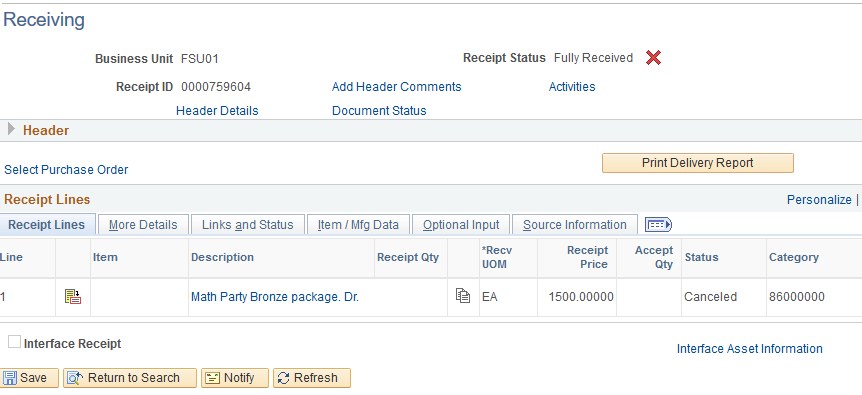 Receiving
Business Unit FSU01 Receipt Status Fully Received
Receipt ID 0000759604 Add Header Comments Activities
Header Details Document Status
Header
Select Purchase Order Print Delivery Report
Receipt Lines Personalize |
Receipt Lines More Details Links and Status Item / Mfg Data Optional Input Source Information
Line Item Description Receipt Qty *Recv UOM Receipt Price Accept Qty Status Category
1 Math Party Bronze package. Dr. EA 1500.00000 Canceled 86000000
Interface Receipt Interface Asset Information
Save Return to Search Notify Refresh